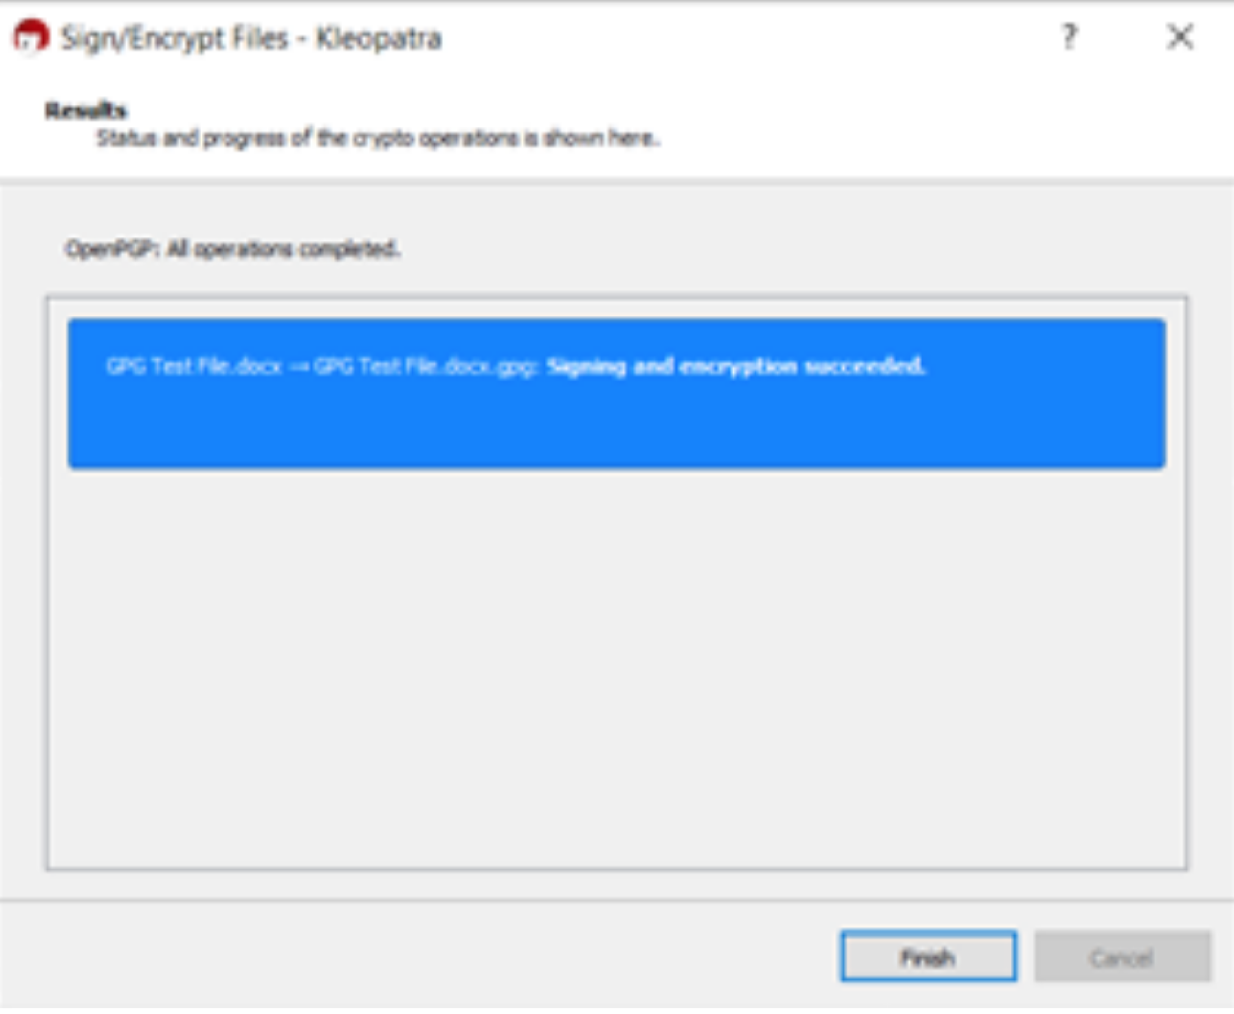 Sign/Encrypt Files - Kleopatra
?
Results
Status and progress of the crypto operations is shown here.
OpenPGP: All operations completed.
GPG Test File.docx → GPG Test File.docx.gpg: Signing and encryption succeeded.
Finish
Cancel